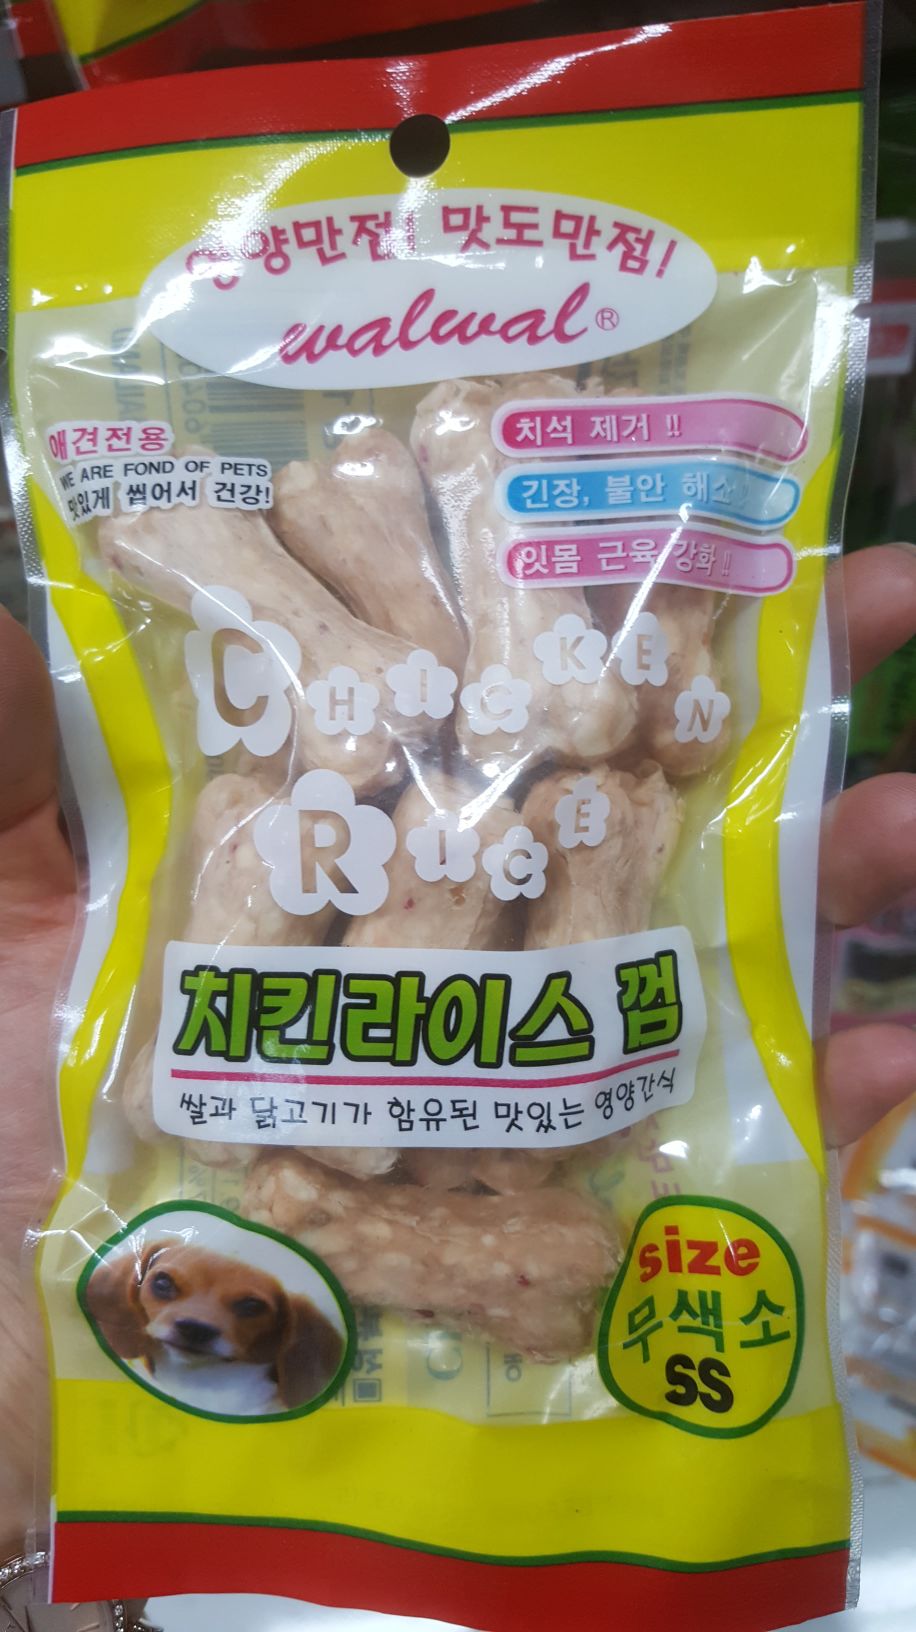 영양만점! 맛도만점!
walwal®
애견전용
WE ARE FOND OF PETS
맛있게 씹어서 건강!
치석 제거 !!
긴장, 불안 해소
잇몸 근육 강화 !!
CHICKEN
RICE
치킨라이스 껌
쌀과 닭고기가 함유된 맛있는 영양간식
size
무색소
SS